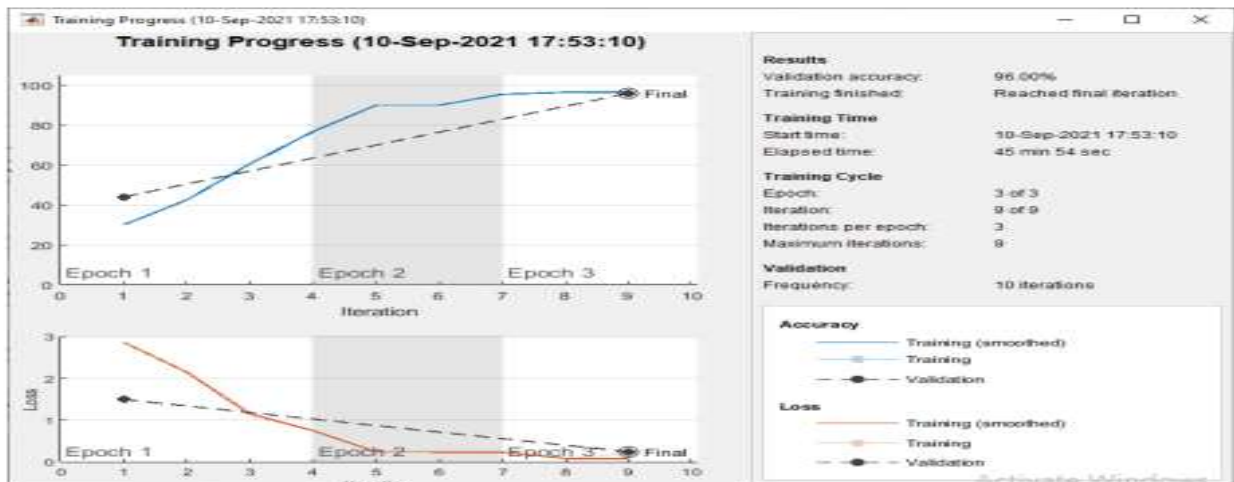 Training Progress (10-Sep-2021 17:53:10)
Training Progress (10-Sep-2021 17:53:10)
100
80
60
40
20
0
Final
Epoch 1 Epoch 2 Epoch 3
0 1 2 3 4 5 6 7 8 9 10
Iteration
3
2
1
0
Loss
Final
Epoch 1 Epoch 2 Epoch 3
0 1 2 3 4 5 6 7 8 9 10
Results
Validation accuracy: 96.00%
Training finished: Reached final iteration
Training Time
Start time: 10-Sep-2021 17:53:10
Elapsed time: 45 min 54 sec
Training Cycle
Epoch: 3 of 3
Iteration: 9 of 9
Iterations per epoch: 3
Maximum iterations: 9
Validation
Frequency: 10 iterations
Accuracy
Training (smoothed)
Training
Validation
Loss
Training (smoothed)
Training
Validation
Activate Windows